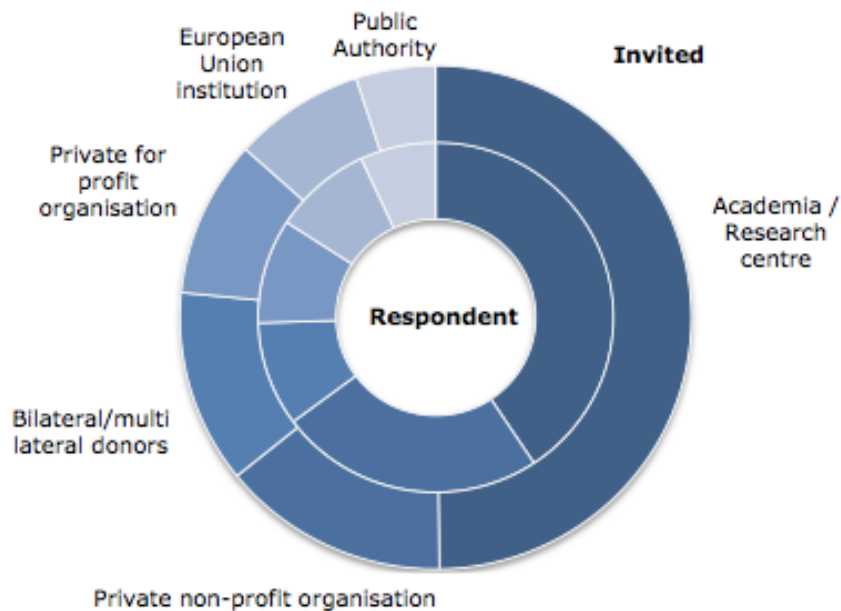 Public
Authority
European
Union
institution
Invited
Private for
profit
organisation
Academia /
Research
centre
Respondent
Bilateral/multi
lateral donors
Private non-profit organisation